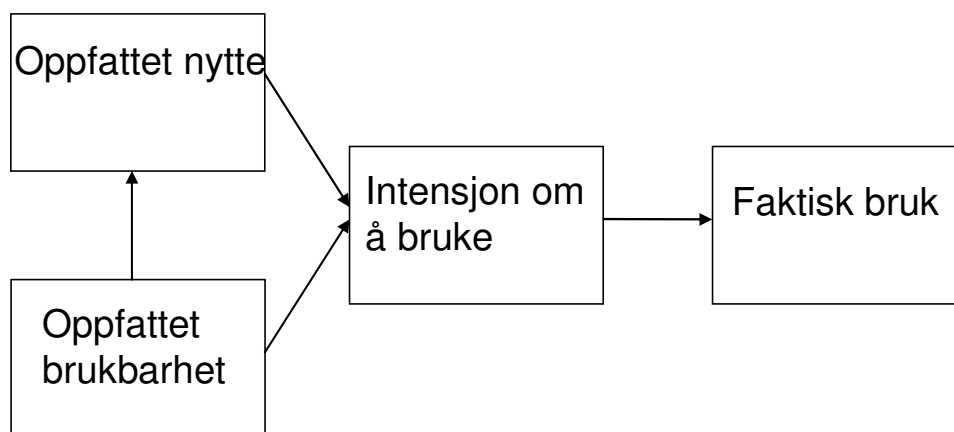 Oppfattet nytte
Intensjon om
å bruke
Faktisk bruk
Oppfattet
brukbarhet